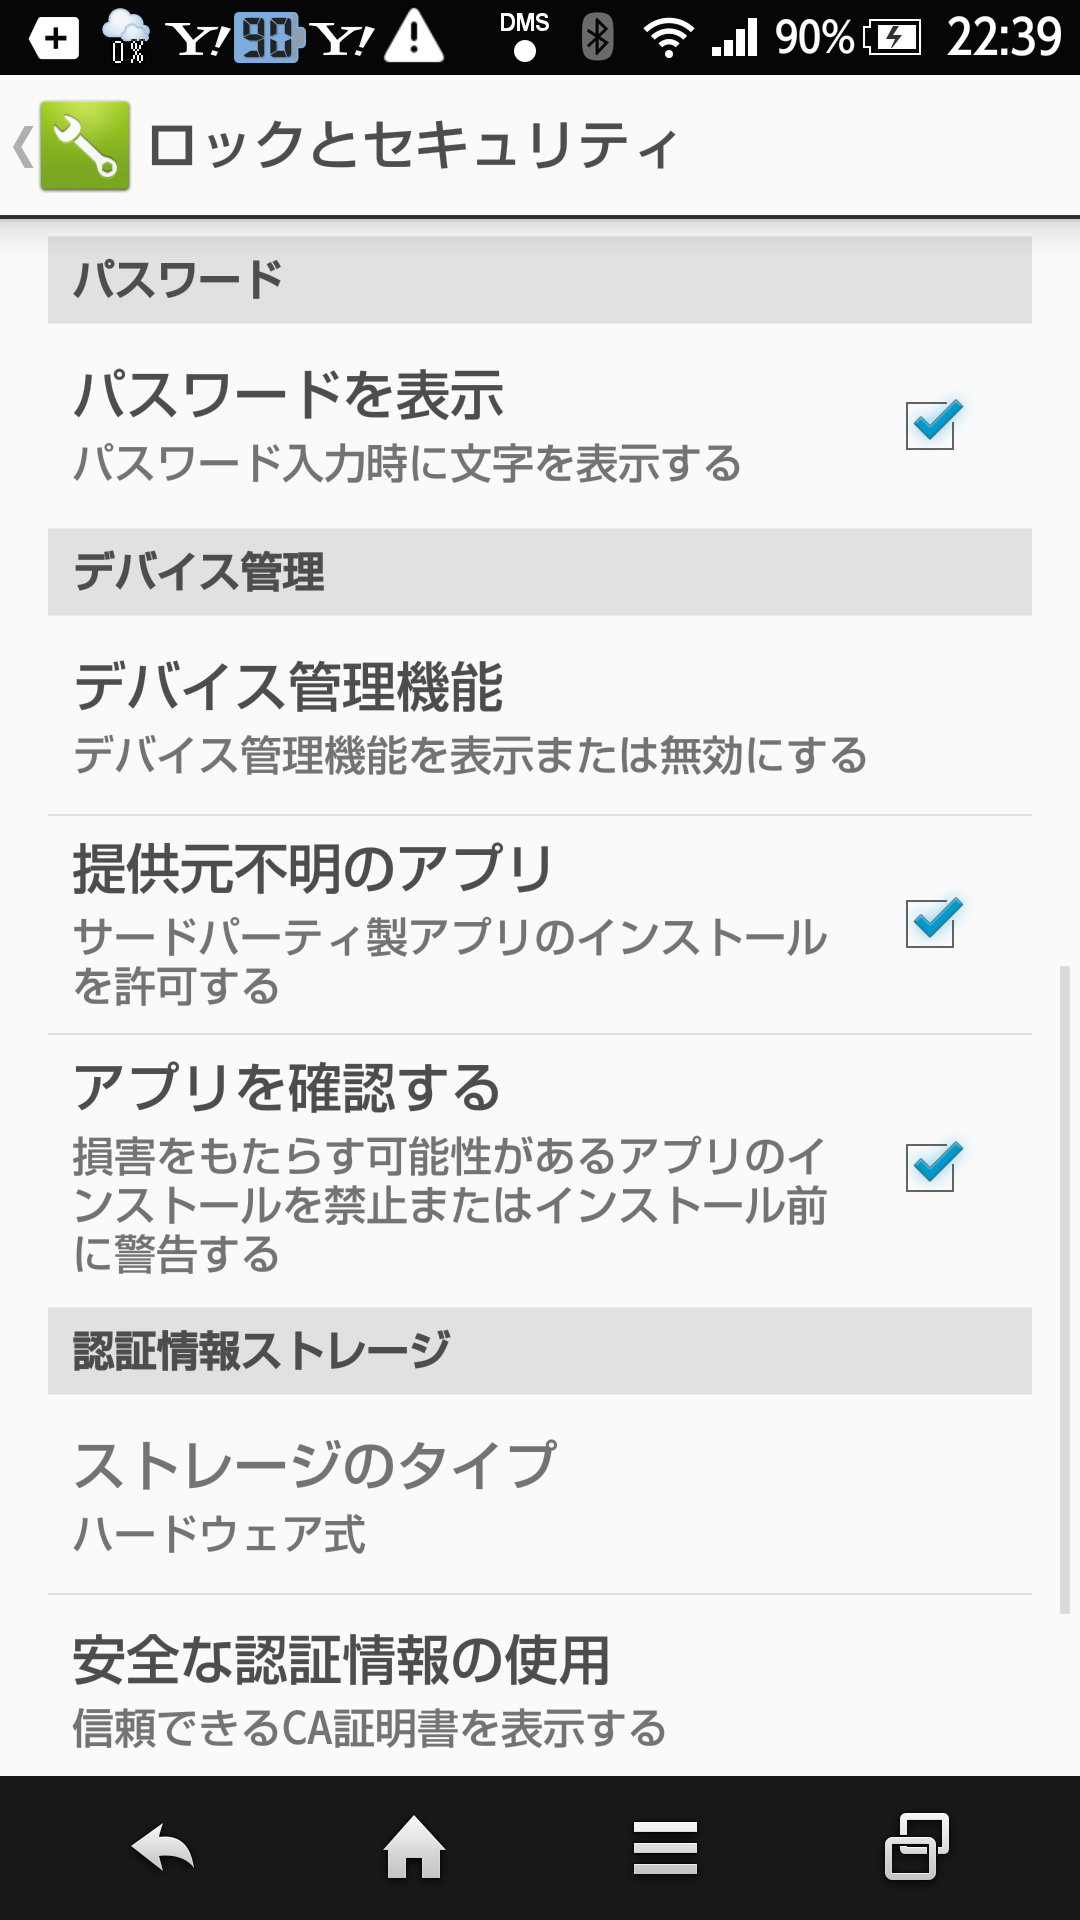 0%
Y!
90
Y!
DMS
90%
22:39
ロックとセキュリティ
パスワード
パスワードを表示
パスワード入力時に文字を表示する
デバイス管理
デバイス管理機能
デバイス管理機能を表示または無効にする
提供元不明のアプリ
サードパーティ製アプリのインストール
を許可する
アプリを確認する
損害をもたらす可能性があるアプリのイ
ンストールを禁止またはインストール前
に警告する
認証情報ストレージ
ストレージのタイプ
ハードウェア式
安全な認証情報の使用
信頼できるCA証明書を表示する